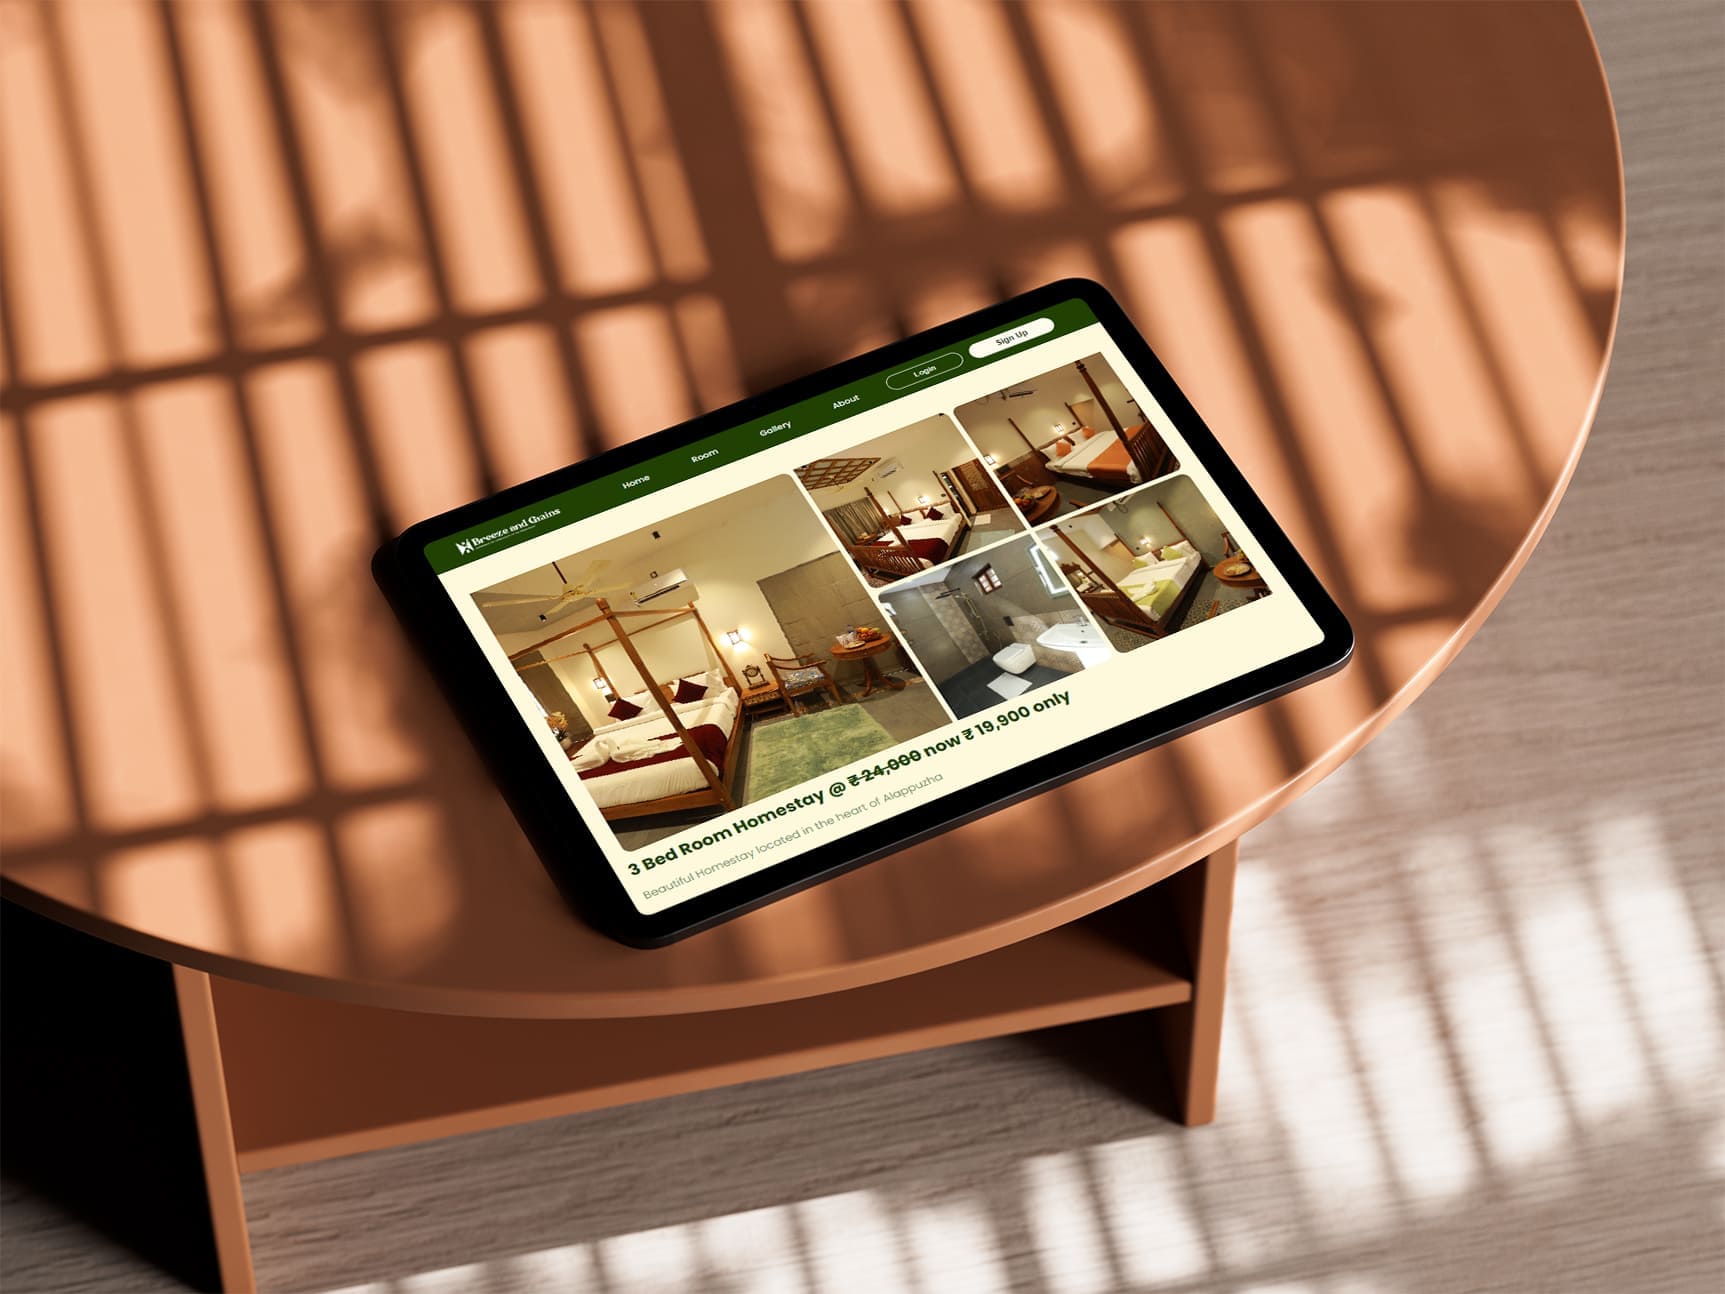 Breeze and Grains
Home
Room
Gallery
About
Login
Sign Up
3 Bed Room Homestay @ ₹ 24,000 now ₹ 19,900 only
Beautiful Homestay located in the heart of Alappuzha